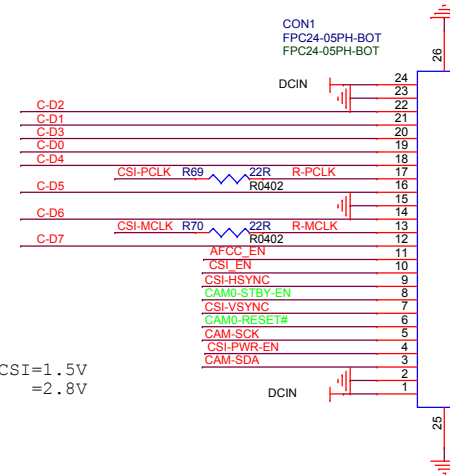 CON1
FPC24-05PH-BOT
FPC24-05PH-BOT
26
DCIN 24
23
C-D2 22
C-D1 21
C-D3 20
C-D0 19
C-D4 18
CSI-PCLK R69 22R R-PCLK 17
R0402
C-D5 16
15
C-D6 14
CSI-MCLK R70 22R R-MCLK 13
R0402
C-D7 12
AFCC_EN 11
CSI_EN 10
CSI-HSYNC 9
CAM0-STBY-EN 8
CSI-VSYNC 7
CAM0-RESET# 6
CAM-SCK 5
CSI-PWR-EN 4
CAM-SDA 3
2
DCIN 1
CSI=1.5V
=2.8V
25